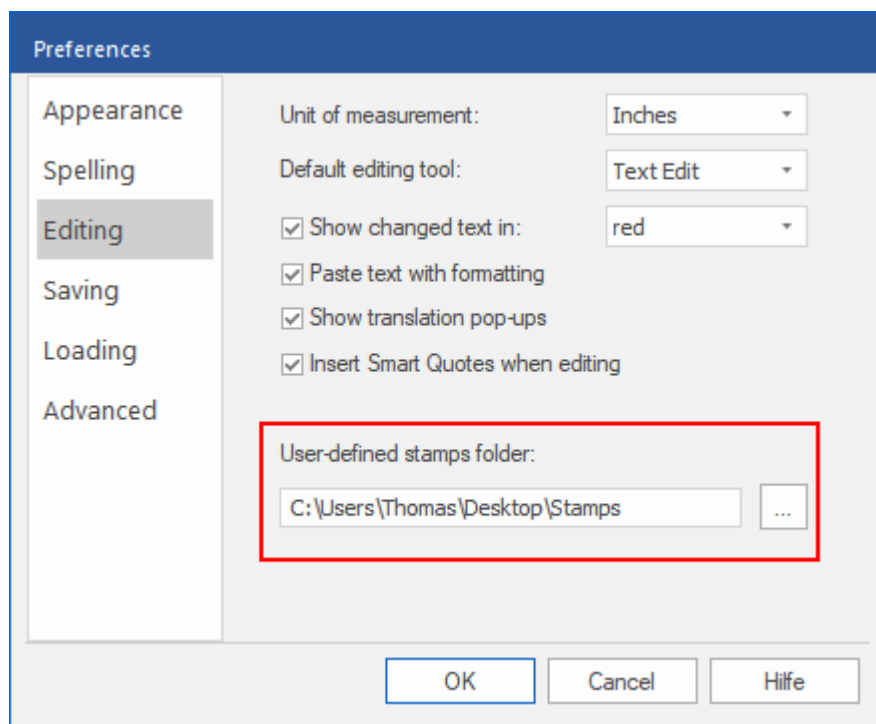 Preferences
Appearance
Spelling
Editing
Saving
Loading
Advanced
Unit of measurement: Inches
Default editing tool: Text Edit
Show changed text in: red
Paste text with formatting
Show translation pop-ups
Insert Smart Quotes when editing
User-defined stamps folder:
C:\Users\Thomas\Desktop\Stamps ...
OK Cancel Hilfe